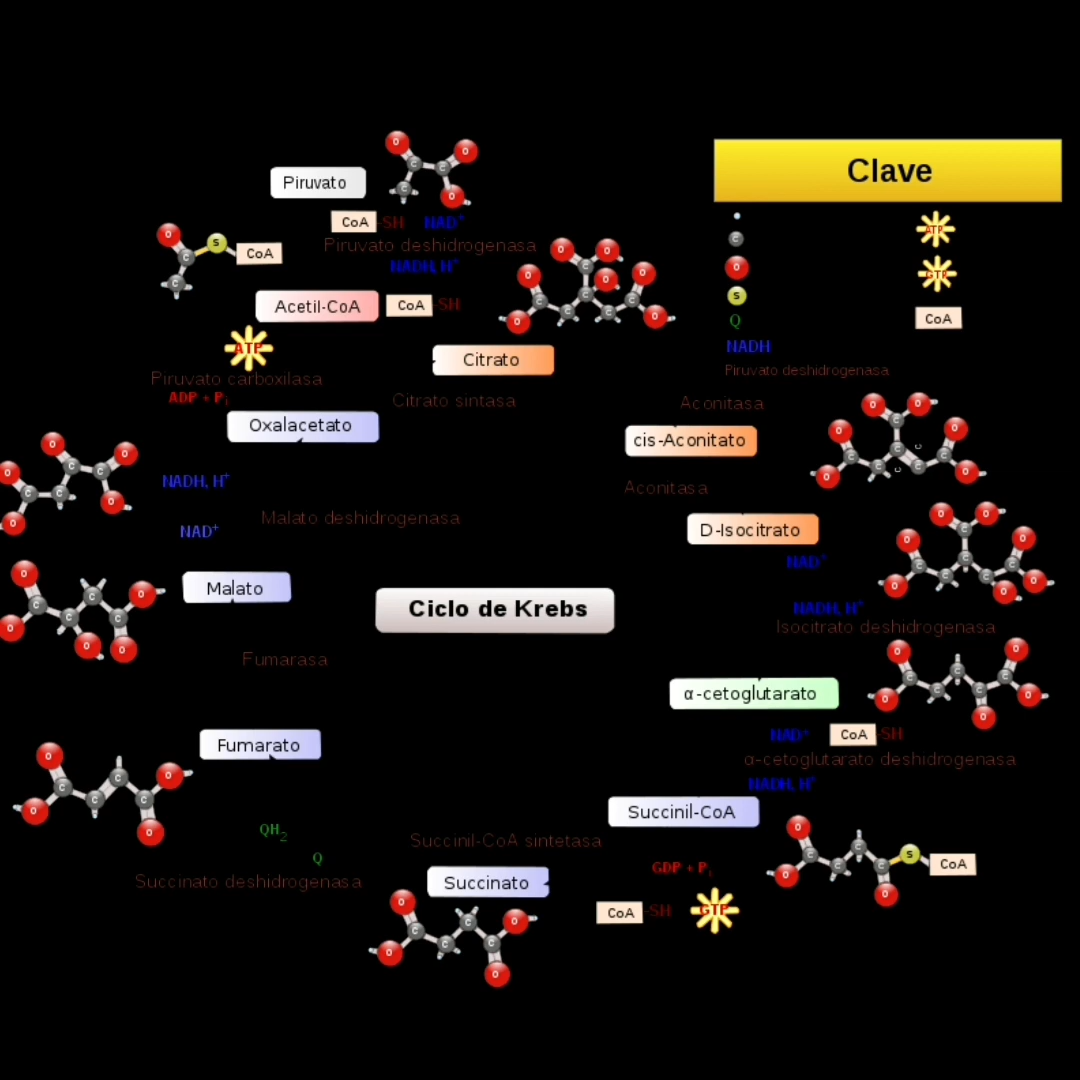 Clave
Piruvato
CoA -SH NAD⁺
Piruvato deshidrogenasa
NADH, H⁺
CoA
Acetil-CoA
CoA -SH
ATP
Citrato
Piruvato carboxilasa
ADP + Pᵢ
Citrato sintasa
Oxalacetato
NADH, H⁺
NAD⁺
Malato deshidrogenasa
Malato
Fumarasa
Fumarato
QH₂
Q
Succinato deshidrogenasa
Ciclo de Krebs
ATP
GTP
CoA
C
O
S
Q
NADH
Piruvato deshidrogenasa
Aconitasa
cis-Aconitato
Aconitasa
D-Isocitrato
NAD⁺
NADH, H⁺
Isocitrato deshidrogenasa
α-cetoglutarato
NAD⁺ CoA -SH
α-cetoglutarato deshidrogenasa
NADH, H⁺
Succinil-CoA
CoA
Succinil-CoA sintetasa
GDP + Pᵢ
CoA -SH GTP
Succinato